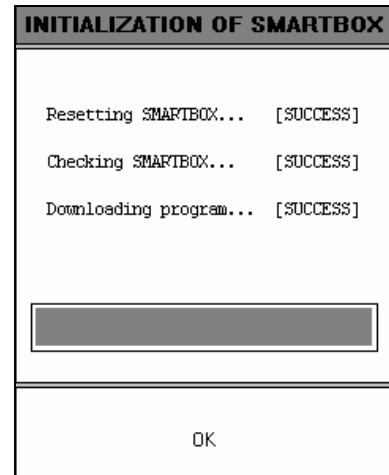 INITIALIZATION OF SMARTBOX
Resetting SMARTBOX... [SUCCESS]
Checking SMARTBOX... [SUCCESS]
Downloading program... [SUCCESS]
OK